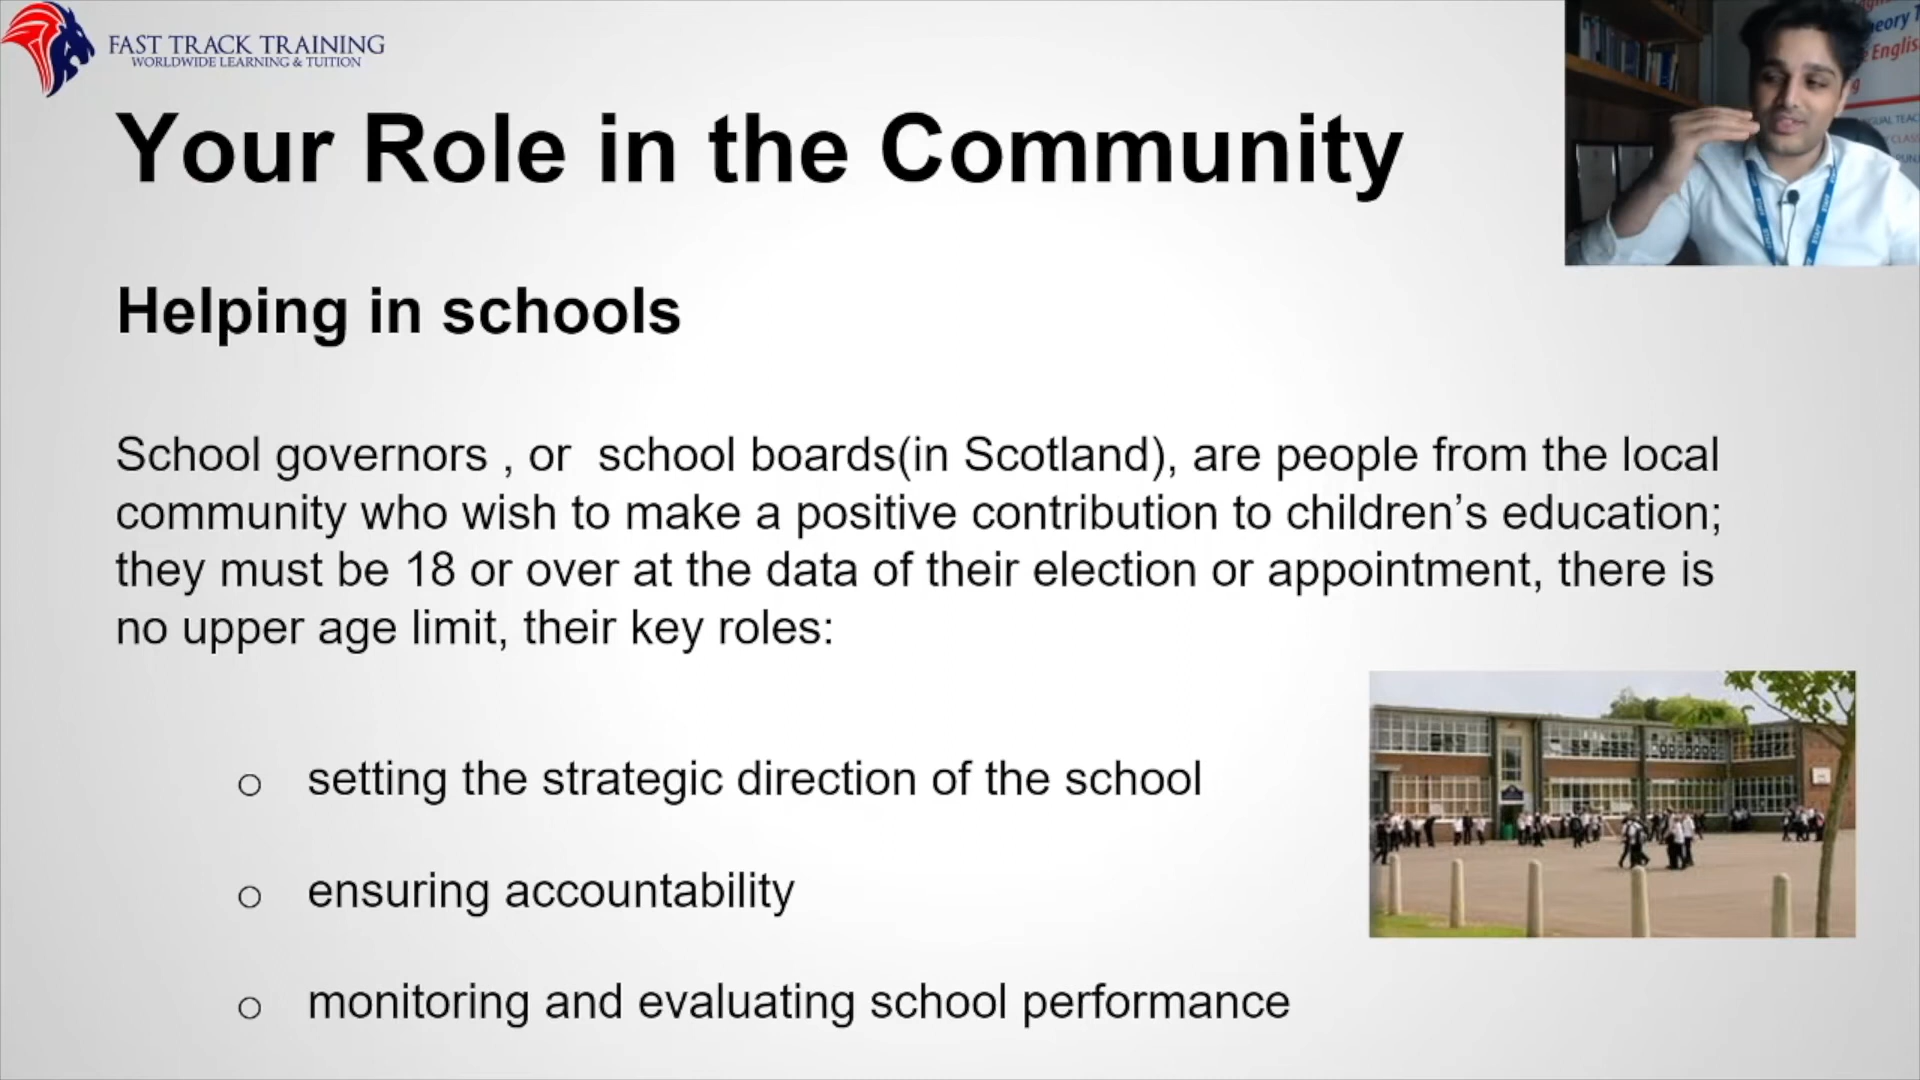 FAST TRACK TRAINING
WORLDWIDE LEARNING & TUITION
Your Role in the Community
Helping in schools
School governors , or  school boards(in Scotland), are people from the local
community who wish to make a positive contribution to children’s education;
they must be 18 or over at the data of their election or appointment, there is
no upper age limit, their key roles:
o setting the strategic direction of the school
o ensuring accountability
o monitoring and evaluating school performance
STAFF